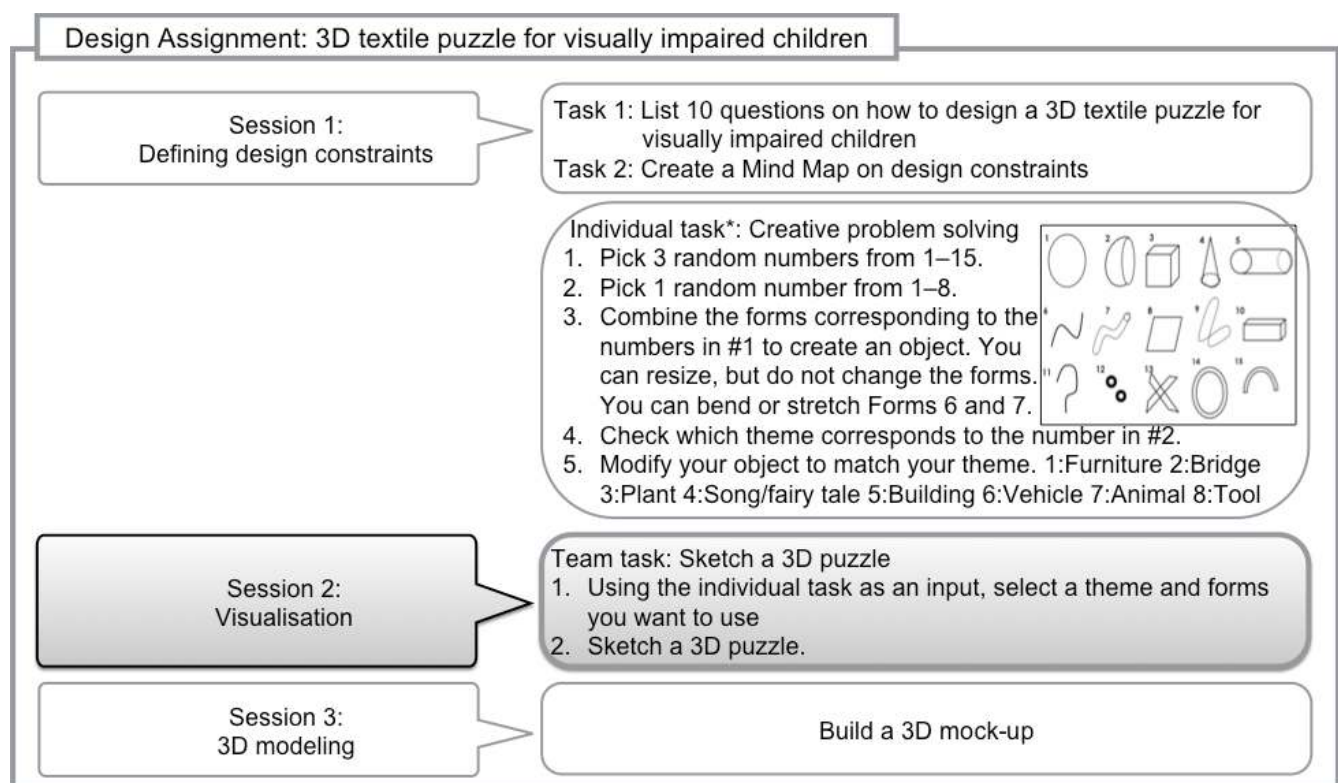 Design Assignment: 3D textile puzzle for visually impaired children
Session 1:
Defining design constraints
Task 1: List 10 questions on how to design a 3D textile puzzle for
visually impaired children
Task 2: Create a Mind Map on design constraints
Individual task*: Creative problem solving
1. Pick 3 random numbers from 1–15.
2. Pick 1 random number from 1–8.
3. Combine the forms corresponding to the
numbers in #1 to create an object. You
can resize, but do not change the forms.
You can bend or stretch Forms 6 and 7.
4. Check which theme corresponds to the number in #2.
5. Modify your object to match your theme. 1:Furniture 2:Bridge
3:Plant 4:Song/fairy tale 5:Building 6:Vehicle 7:Animal 8:Tool
1 2 3 4 5
6 7 8 9 10
11 12 13 14 15
Session 2:
Visualisation
Team task: Sketch a 3D puzzle
1. Using the individual task as an input, select a theme and forms
you want to use
2. Sketch a 3D puzzle.
Session 3:
3D modeling
Build a 3D mock-up